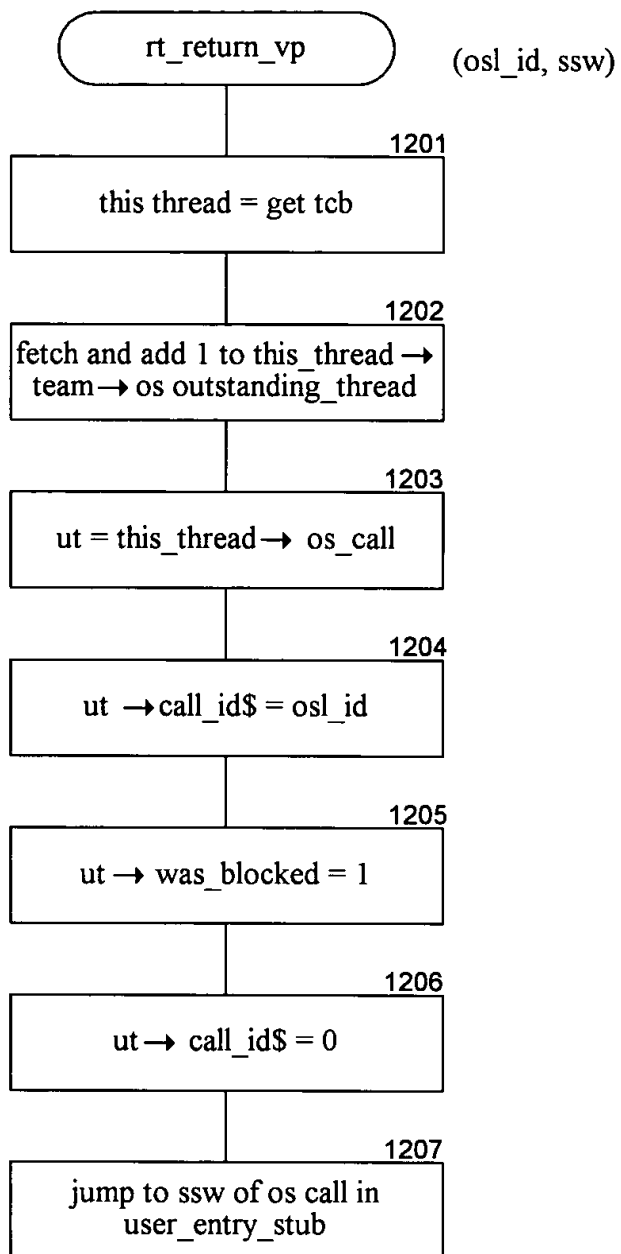 rt_return_vp
(osl_id, ssw)
1201
this thread = get tcb
1202
fetch and add 1 to this_thread →
team → os outstanding_thread
1203
ut = this_thread → os_call
1204
ut → call_id$ = osl_id
1205
ut → was_blocked = 1
1206
ut → call_id$ = 0
1207
jump to ssw of os call in
user_entry_stub